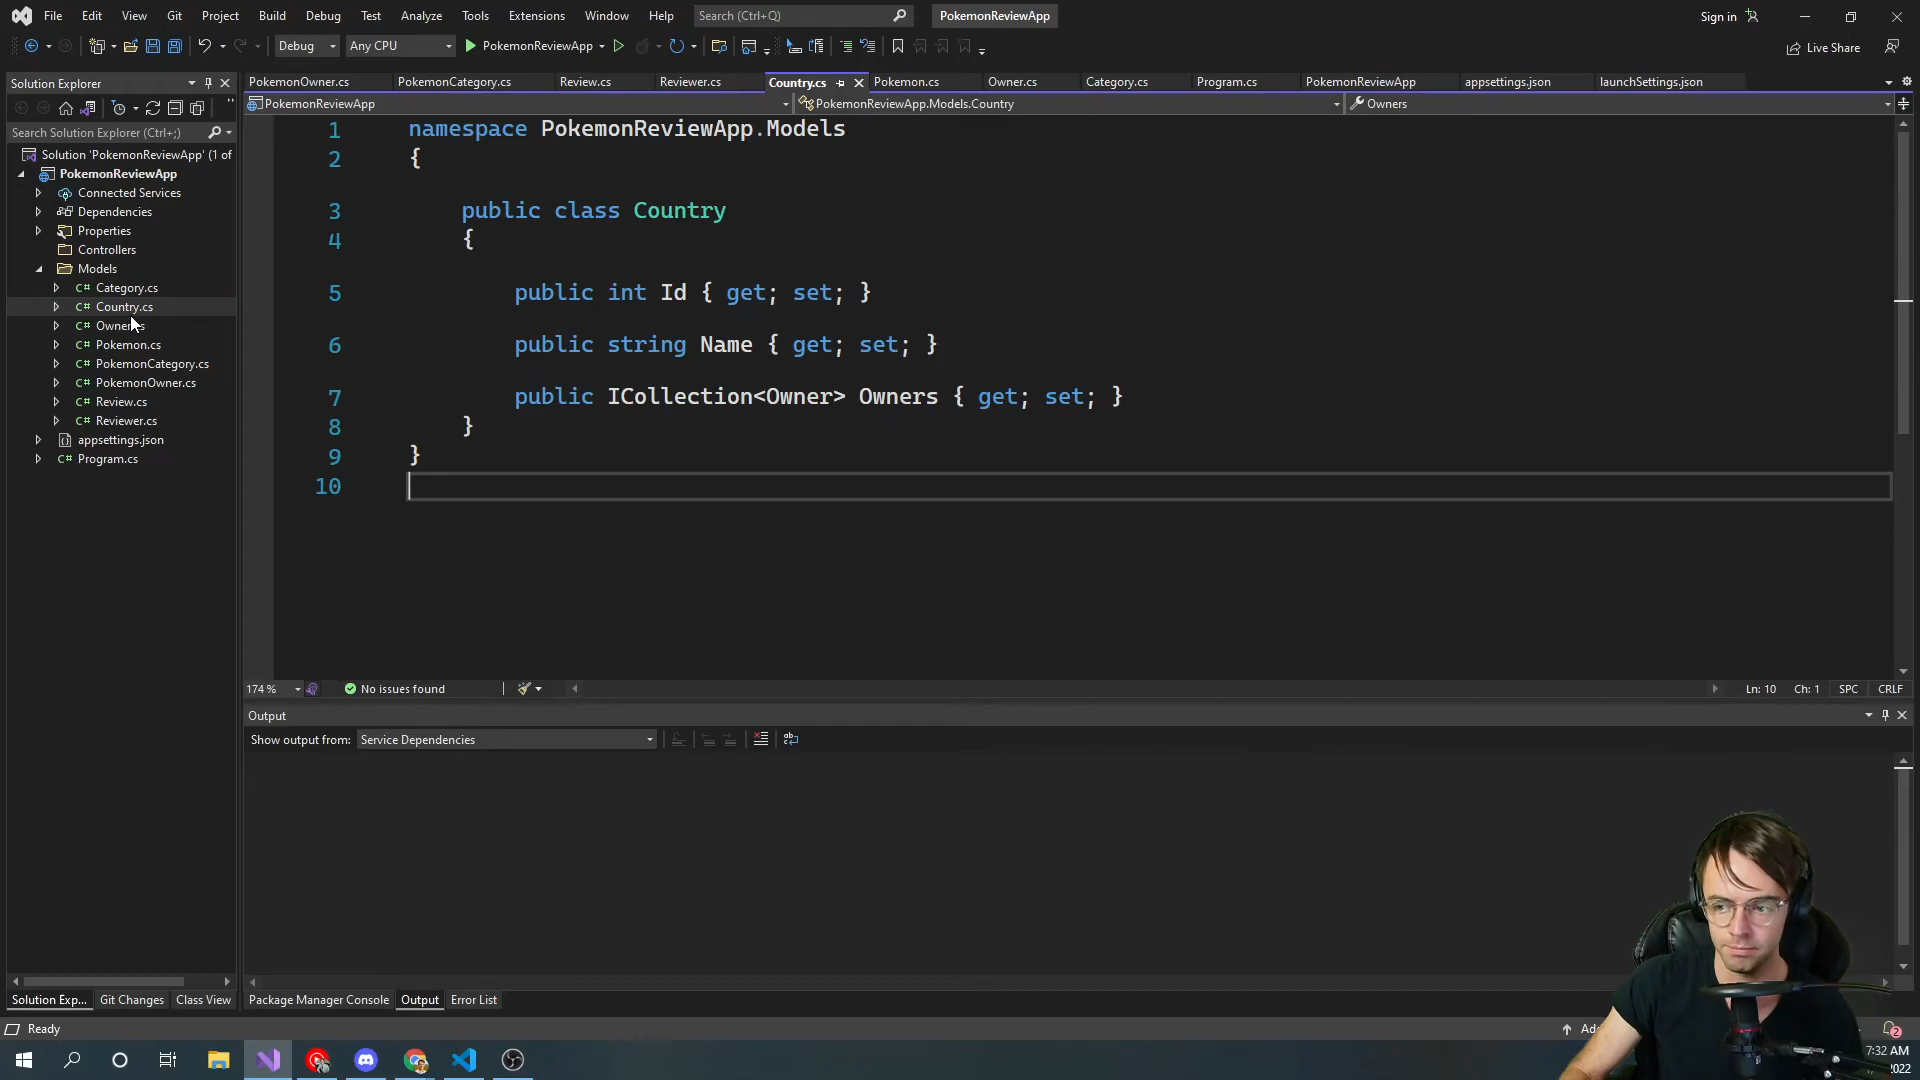 File Edit View Git Project Build Debug Test Analyze Tools Extensions Window Help Search (Ctrl+Q) PokemonReviewApp Sign in
Debug Any CPU PokemonReviewApp Live Share
Solution Explorer
Search Solution Explorer (Ctrl+;)
Solution 'PokemonReviewApp' (1 of
PokemonReviewApp
Connected Services
Dependencies
Properties
Controllers
Models
C# Category.cs
C# Country.cs
C# Owner.cs
C# Pokemon.cs
C# PokemonCategory.cs
C# PokemonOwner.cs
C# Review.cs
C# Reviewer.cs
appsettings.json
C# Program.cs
Solution Exp... Git Changes Class View
PokemonOwner.cs PokemonCategory.cs Review.cs Reviewer.cs Country.cs Pokemon.cs Owner.cs Category.cs Program.cs PokemonReviewApp appsettings.json launchSettings.json
PokemonReviewApp PokemonReviewApp.Models.Country Owners
1 namespace PokemonReviewApp.Models
2 {
3 public class Country
4 {
5 public int Id { get; set; }
6 public string Name { get; set; }
7 public ICollection<Owner> Owners { get; set; }
8 }
9 }
10
174 % No issues found Ln: 10 Ch: 1 SPC CRLF
Output
Show output from: Service Dependencies
Package Manager Console Output Error List
Ready
2
7:32 AM
2022